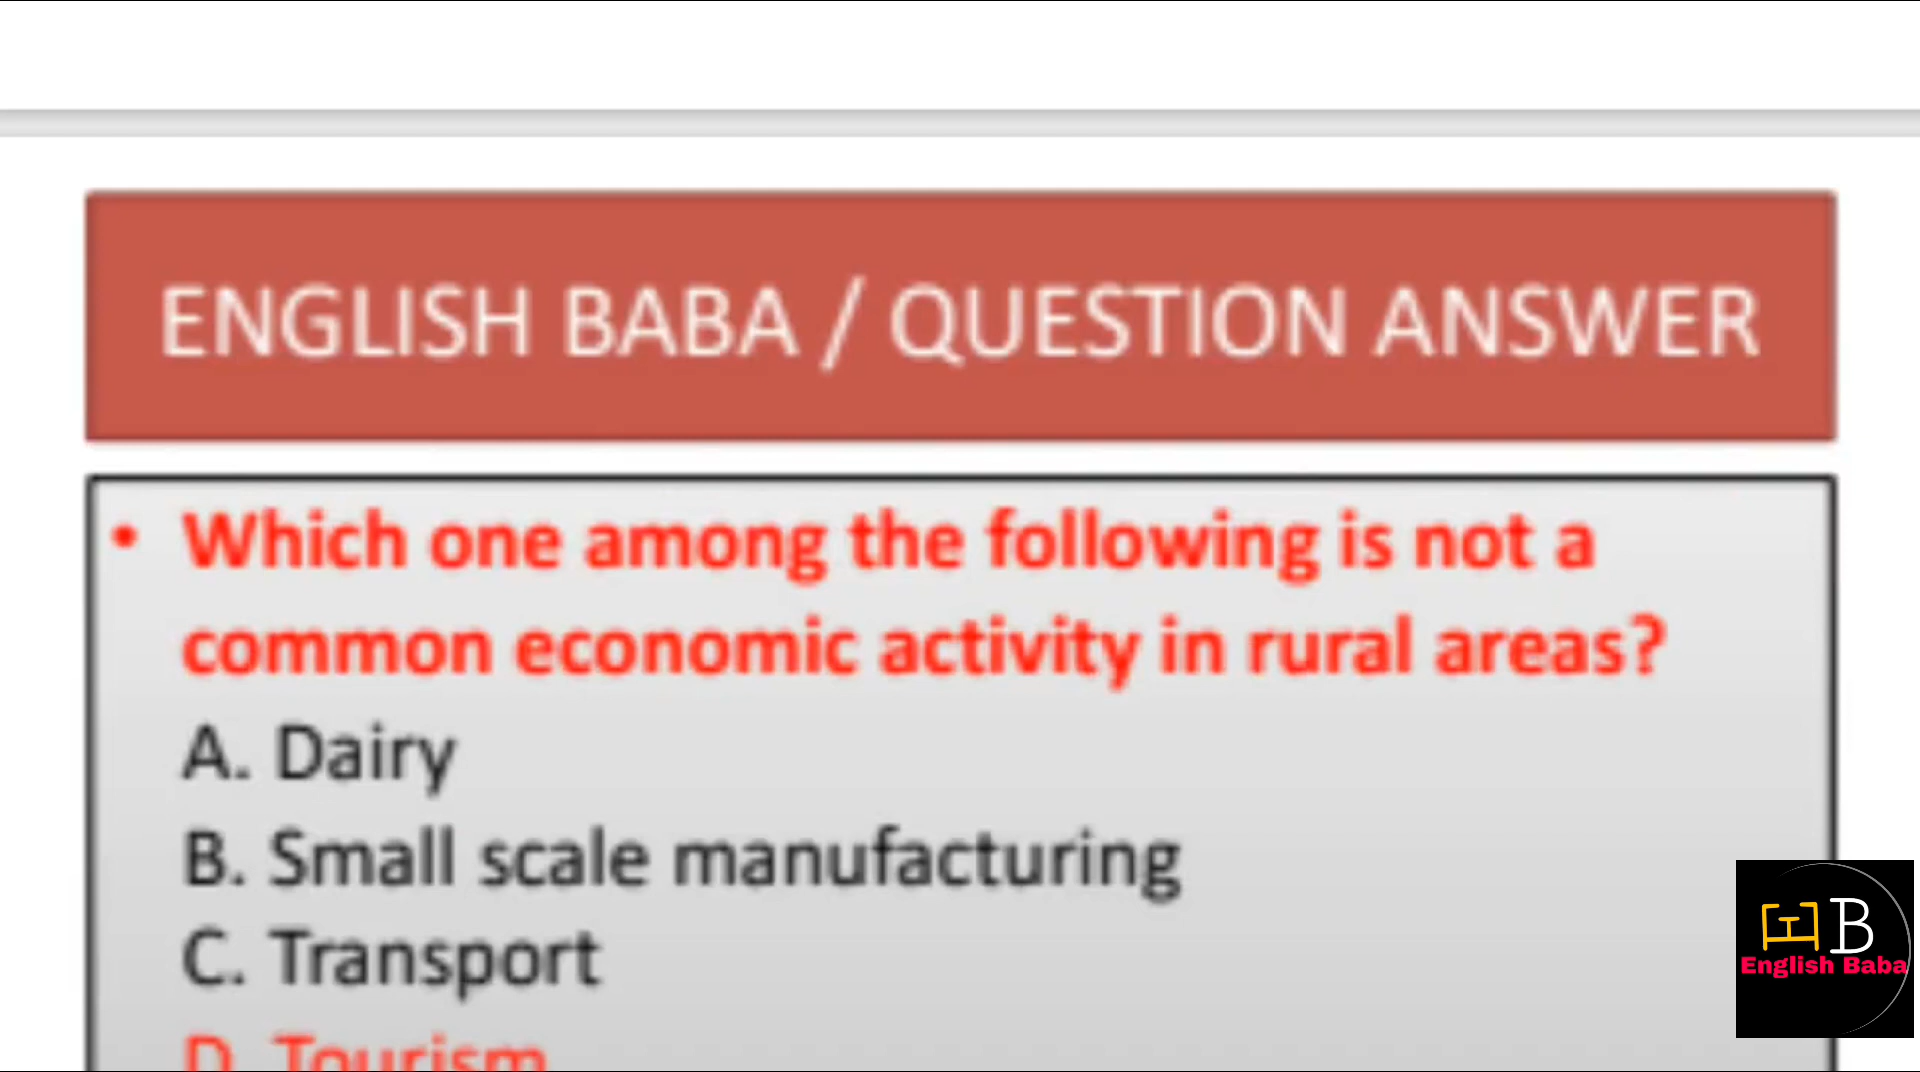 ENGLISH BABA / QUESTION ANSWER
• Which one among the following is not a
common economic activity in rural areas?
A. Dairy
B. Small scale manufacturing
C. Transport
D. Tourism
EB
English Baba